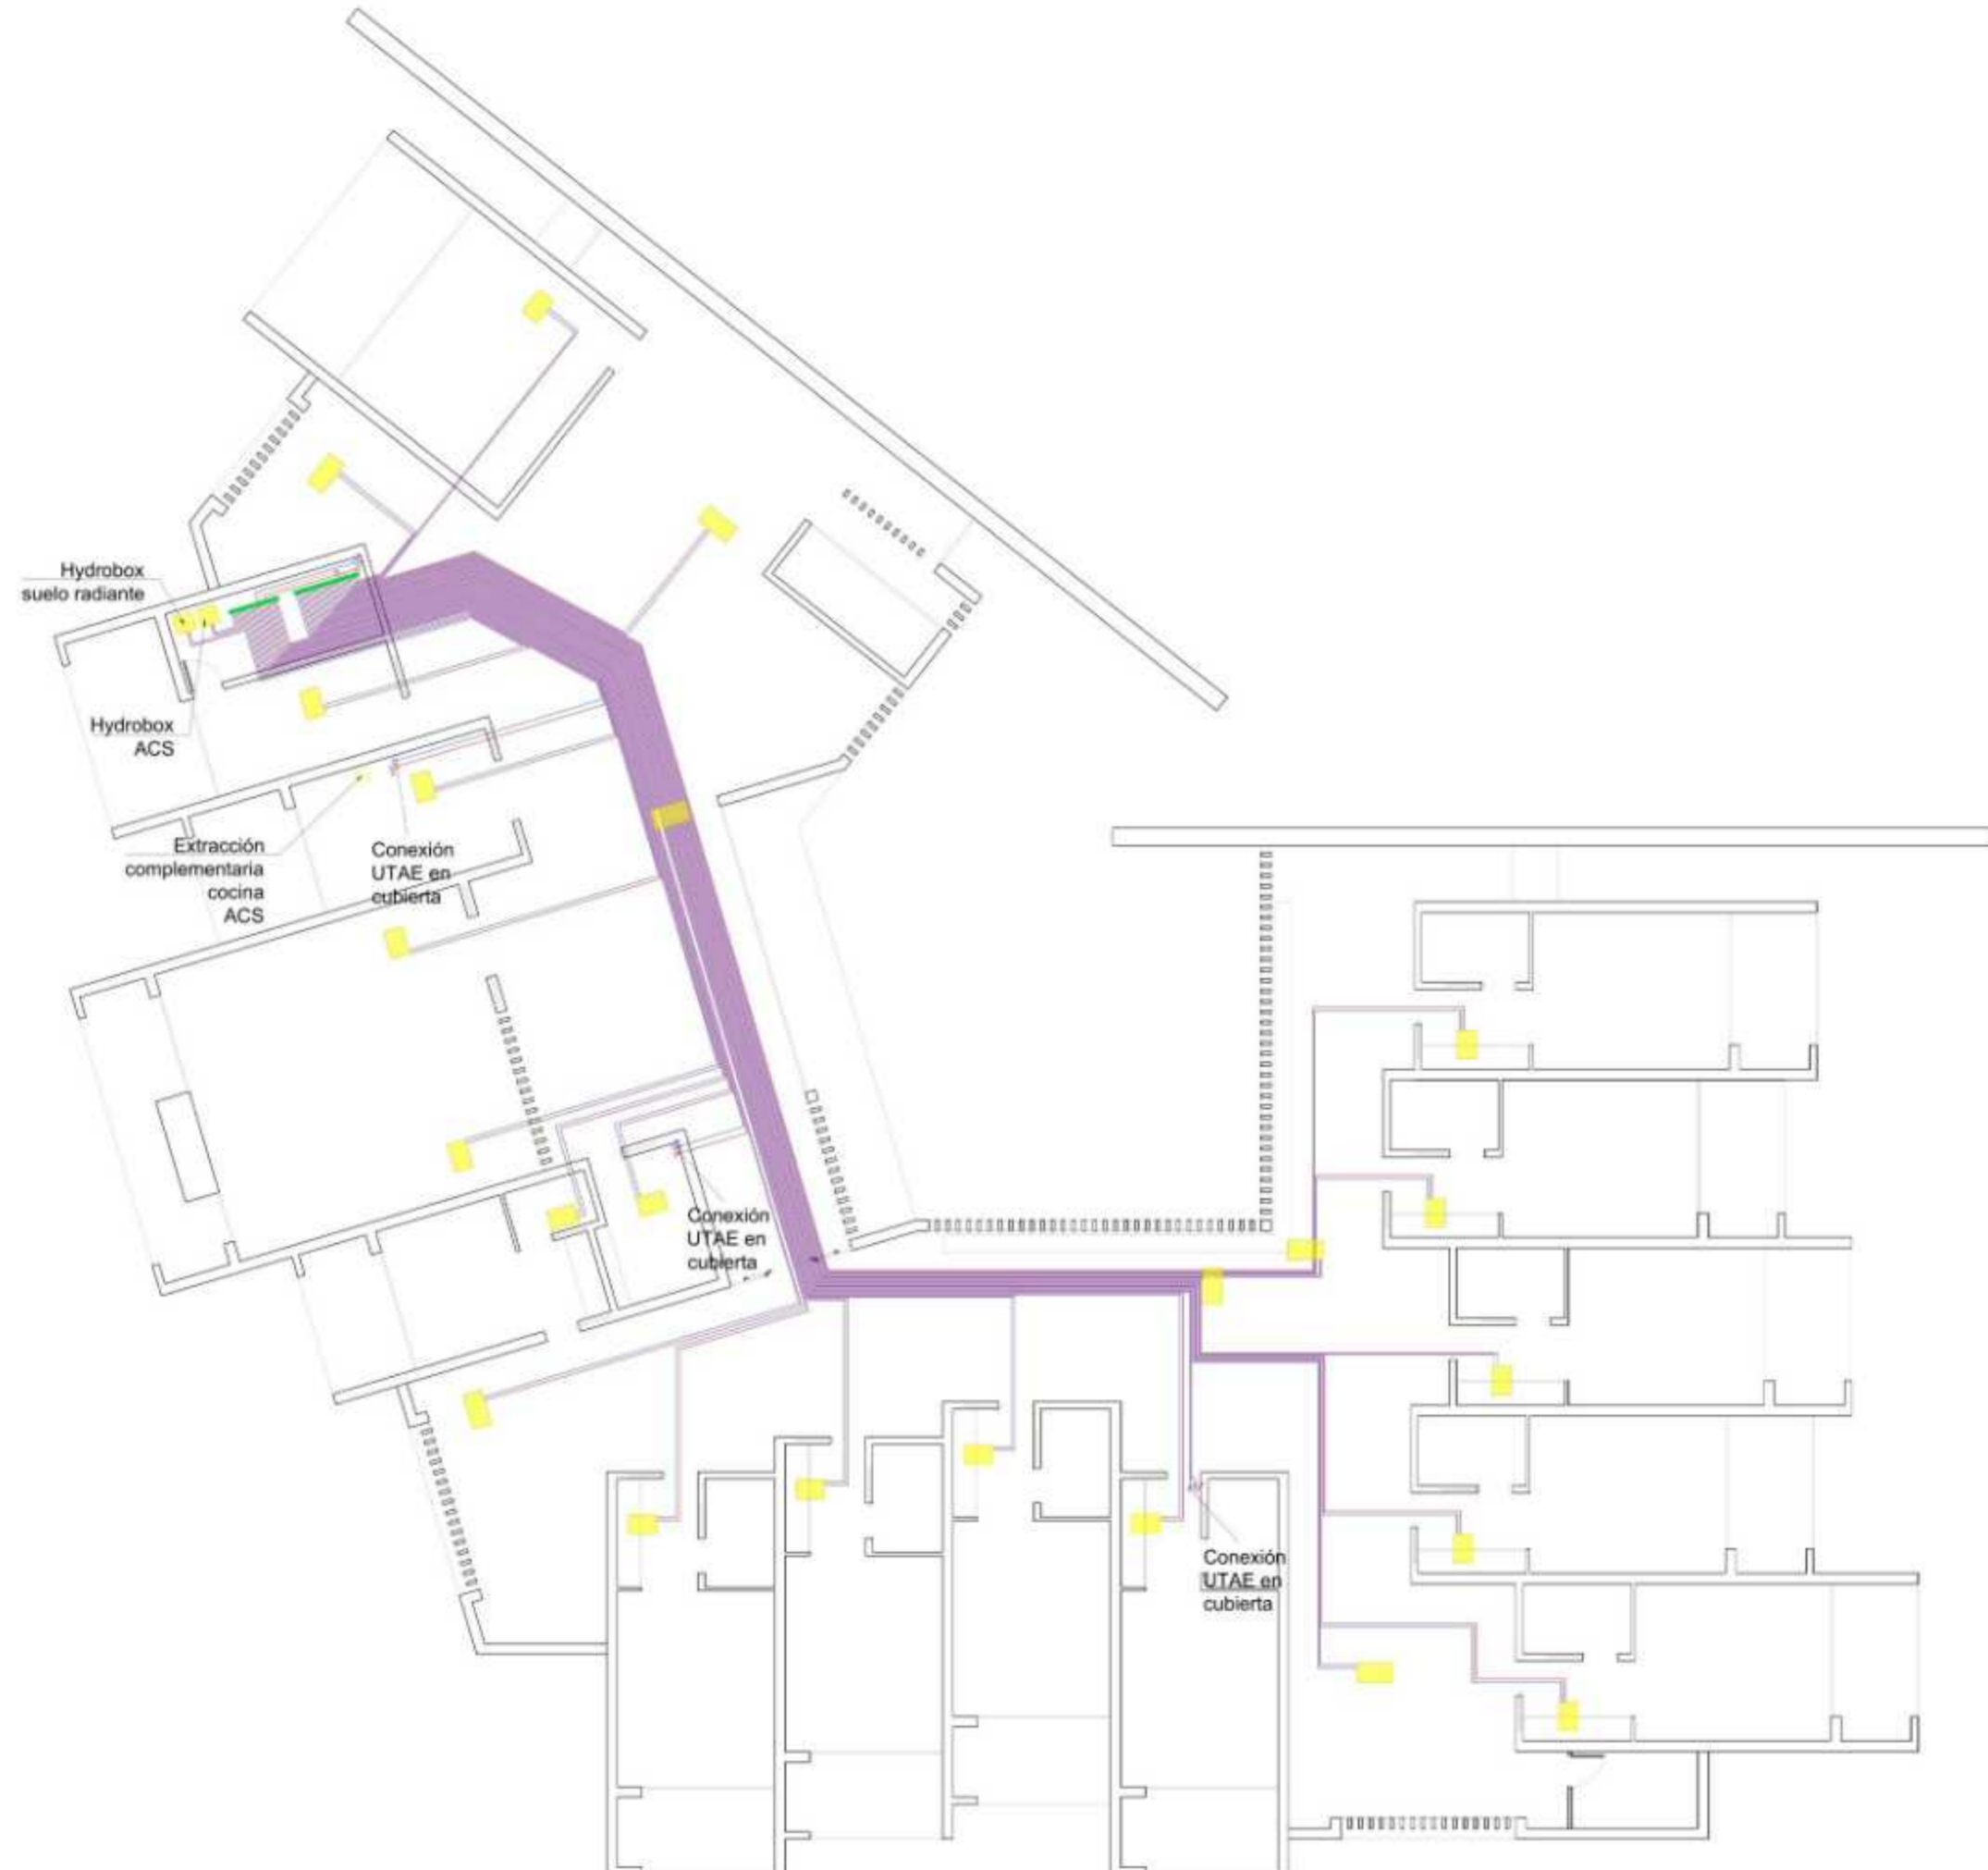 Hydrobox
suelo radiante
Hydrobox
ACS
Extracción
complementaria
cocina
ACS
Conexión
UTAE en
cubierta
Conexión
UTAE en
cubierta
Conexión
UTAE en
cubierta